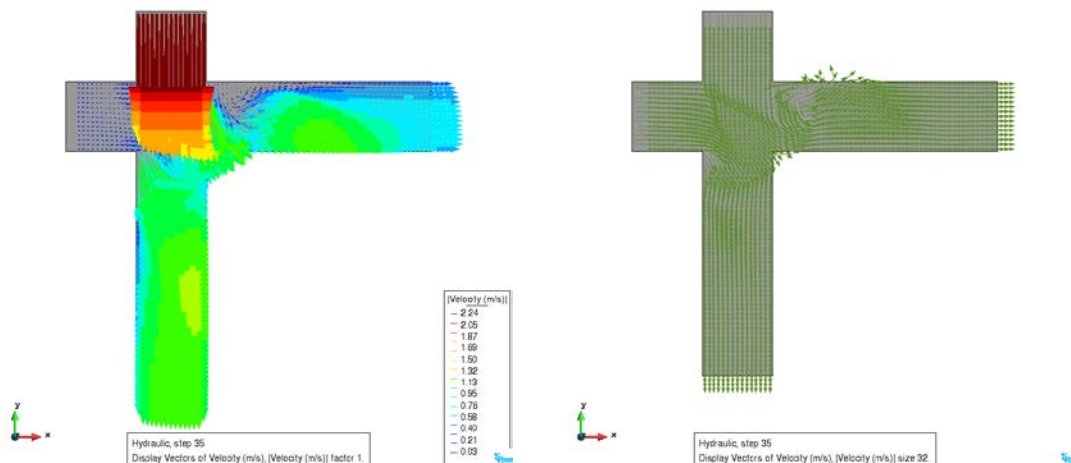 |Velocity (m/s)|
2.24
2.05
1.87
1.69
1.50
1.32
1.13
0.95
0.76
0.58
0.40
0.21
0.03
y
x
Hydraulic, step 35
Display Vectors of Velocity (m/s), |Velocity (m/s)| factor 1.
y
x
Hydraulic, step 35
Display Vectors of Velocity (m/s), |Velocity (m/s)| size 32.